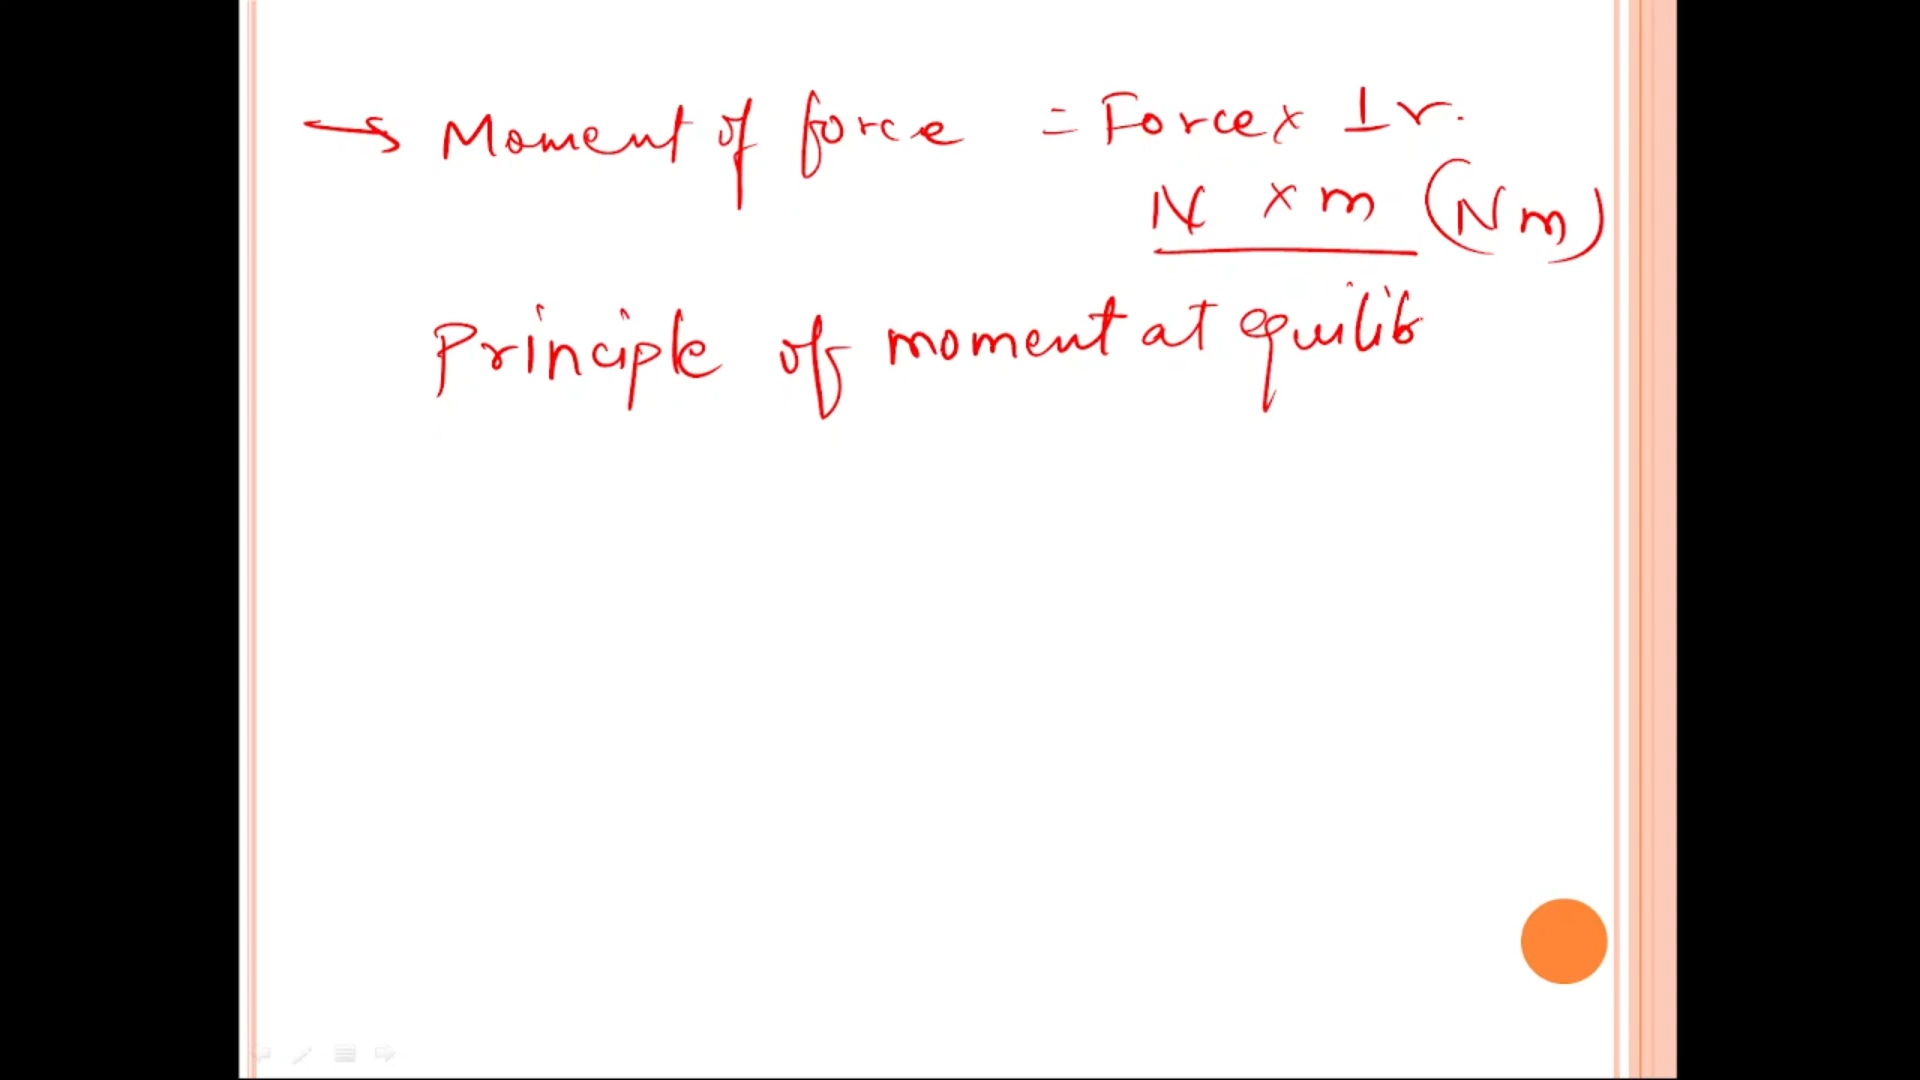 → Moment of force = Force x ⊥r.
N x m (Nm)
Principle of moment at equilib